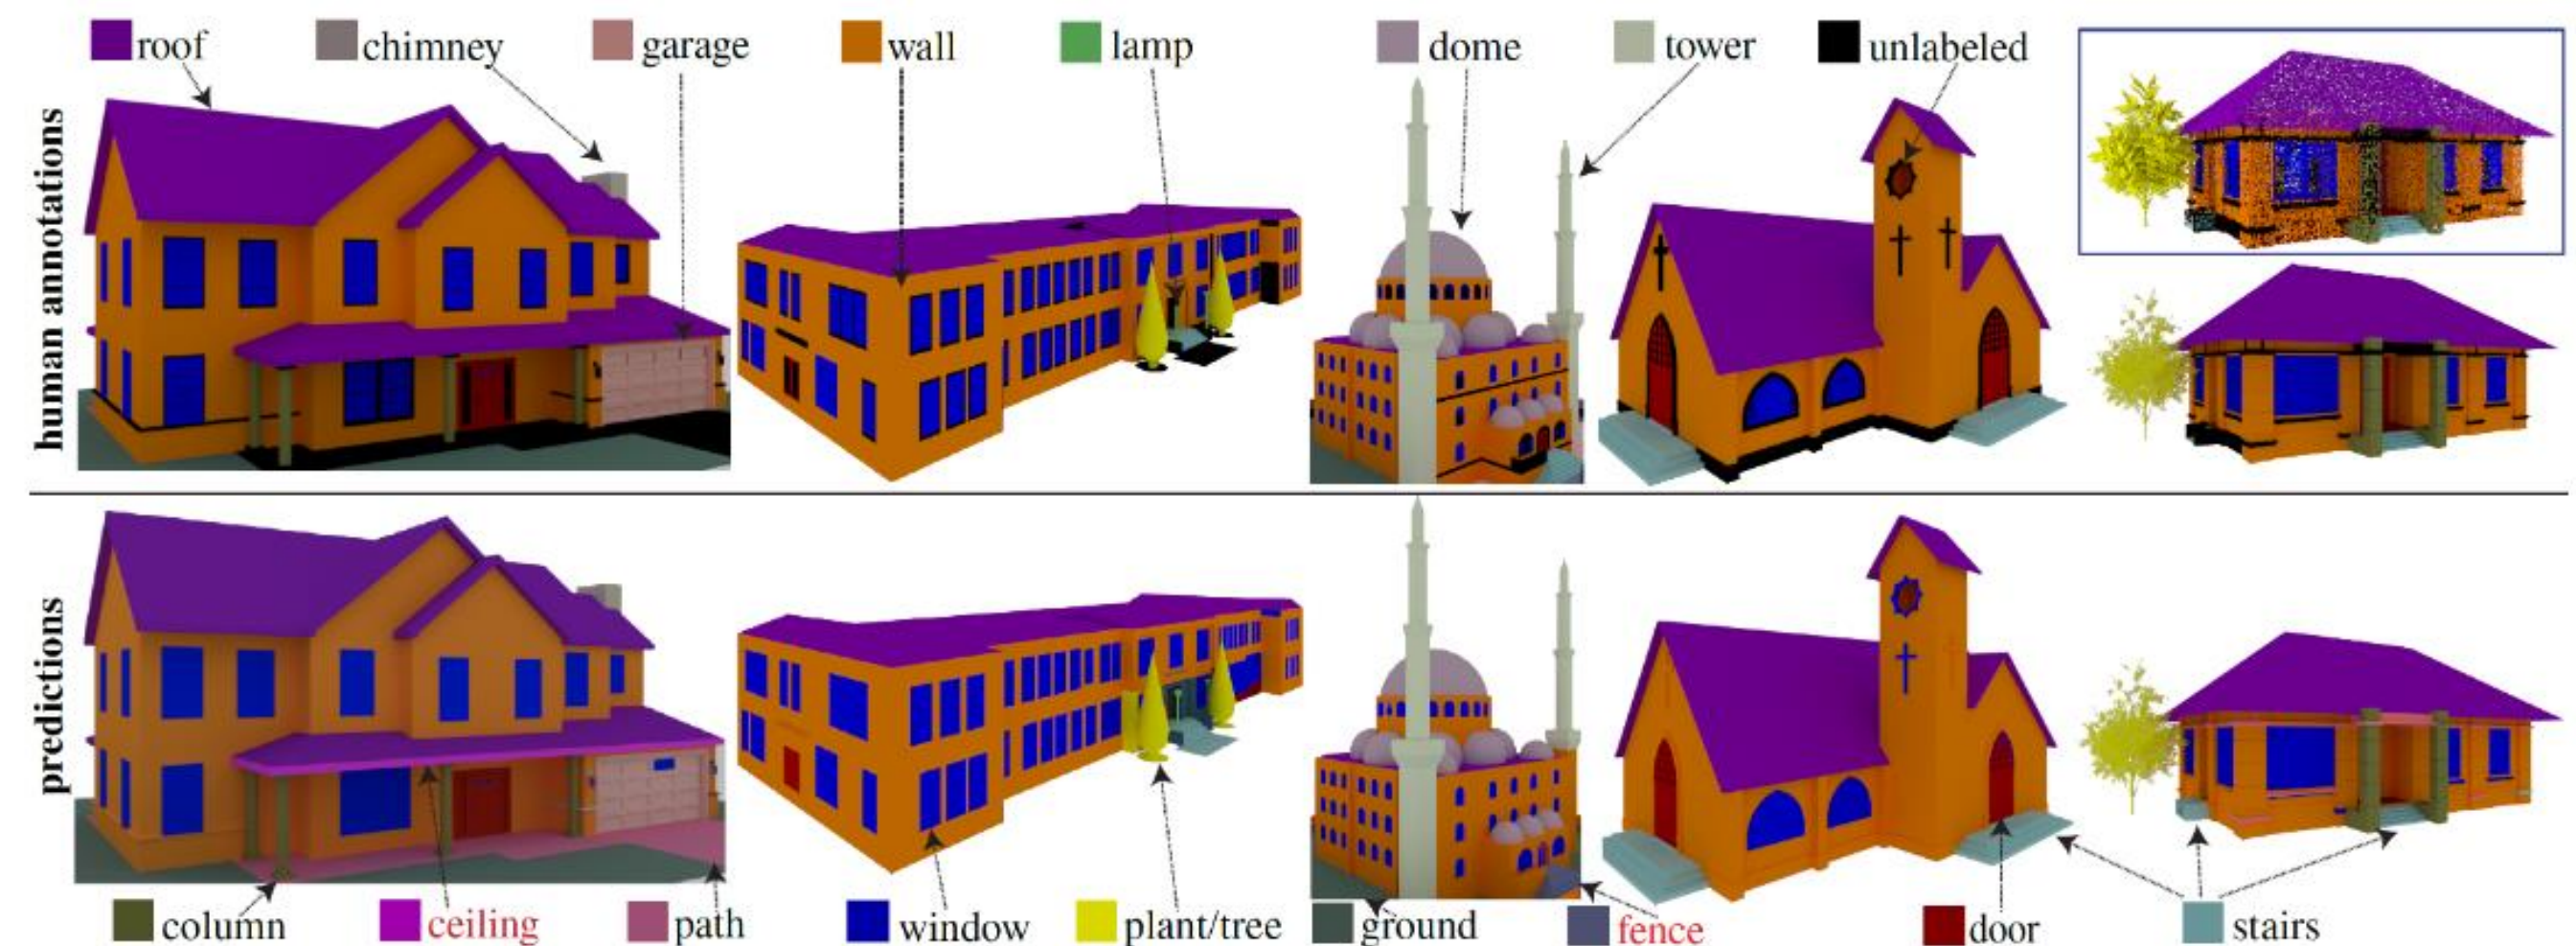 roof chimney garage wall lamp dome tower unlabeled
human annotations
predictions
column ceiling path window plant/tree ground fence door stairs